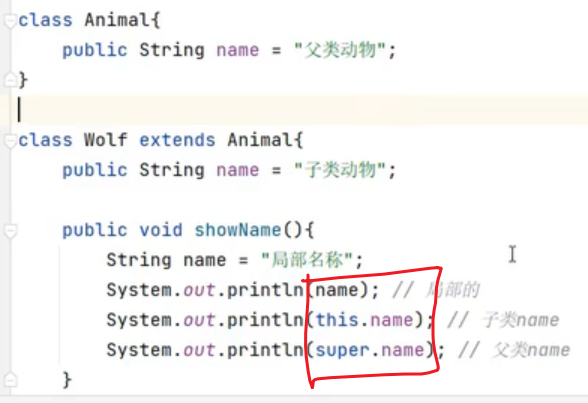 class Animal{
public String name = "父类动物";
}
class Wolf extends Animal{
public String name = "子类动物";
public void showName(){
String name = "局部名称";
System.out.println(name); // 局部的
System.out.println(this.name); // 子类name
System.out.println(super.name); // 父类name
}